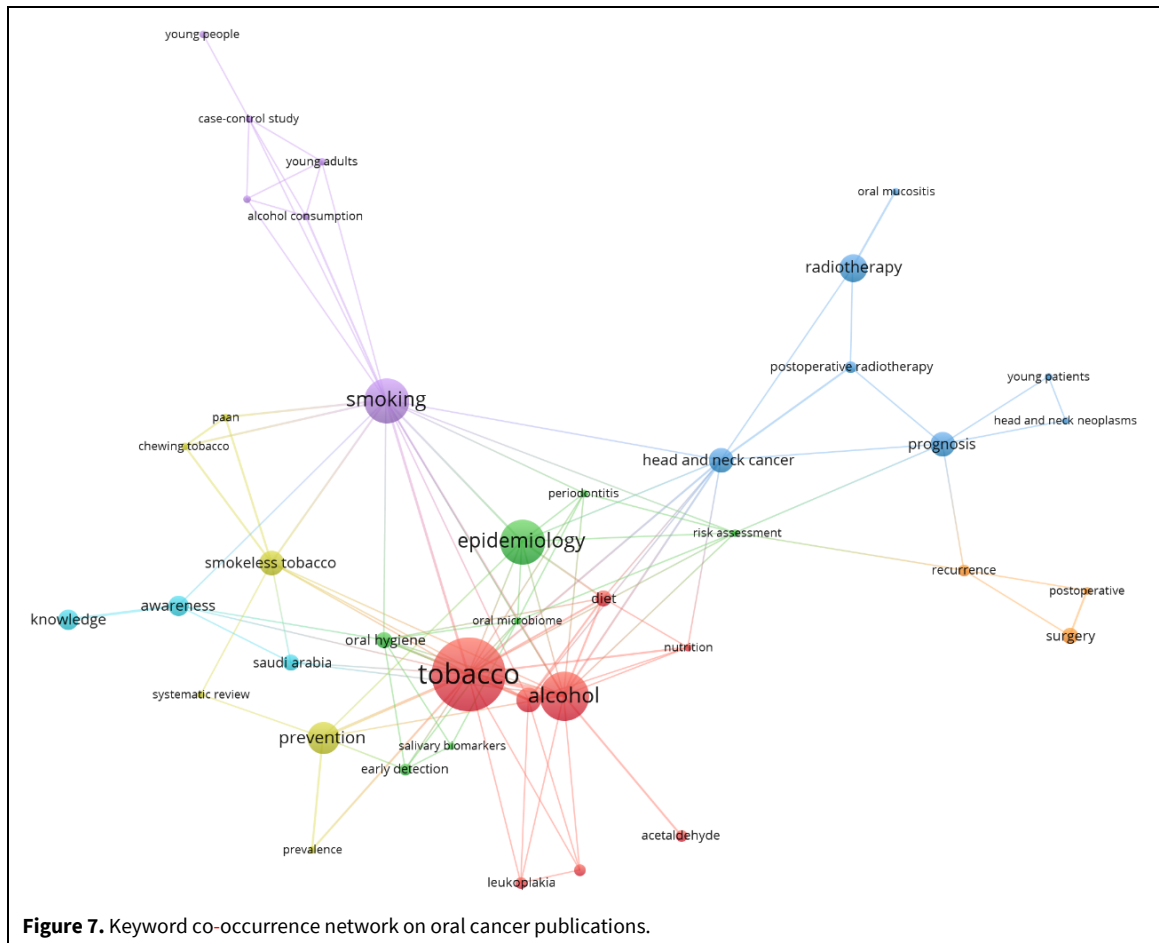 young people
case-control study
young adults
alcohol consumption
oral mucositis
radiotherapy
postoperative radiotherapy
young patients
smoking
paan
head and neck neoplasms
chewing tobacco
prognosis
head and neck cancer
periodontitis
risk assessment
epidemiology
smokeless tobacco
recurrence
postoperative
diet
awareness
knowledge
oral microbiome
surgery
oral hygiene
nutrition
saudi arabia
tobacco
systematic review
alcohol
prevention
salivary biomarkers
early detection
acetaldehyde
prevalence
leukoplakia
Figure 7. Keyword co-occurrence network on oral cancer publications.